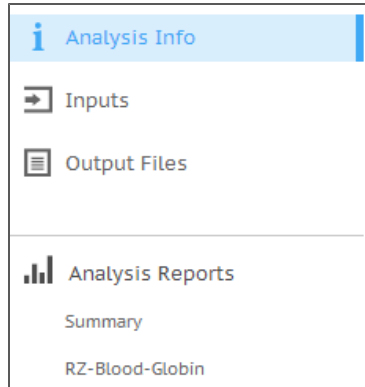 Analysis Info
Inputs
Output Files
Analysis Reports
Summary
RZ-Blood-Globin